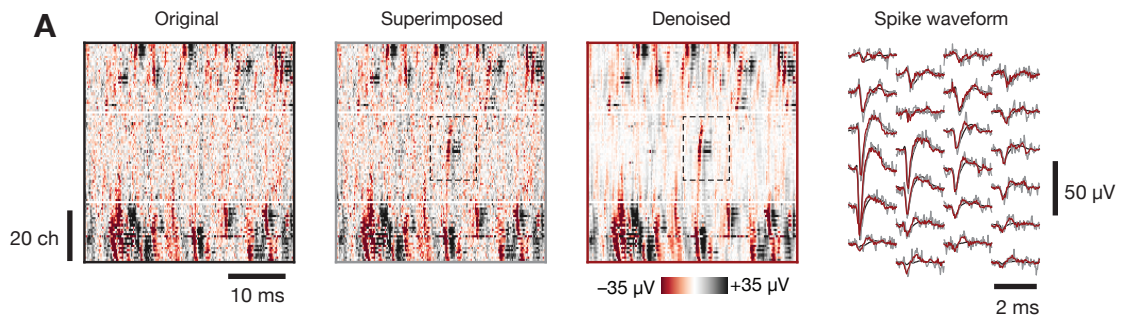 A
Original
Superimposed
Denoised
Spike waveform
20 ch
10 ms
−35 µV
+35 µV
50 µV
2 ms